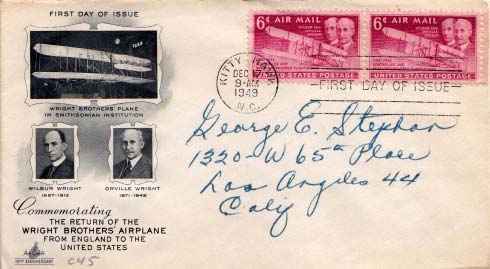 FIRST DAY OF ISSUE
WRIGHT BROTHERS' PLANE
IN SMITHSONIAN INSTITUTION
WILBUR WRIGHT
1867-1912
ORVILLE WRIGHT
1871-1948
Commemorating
THE RETURN OF THE
WRIGHT BROTHERS' AIRPLANE
FROM ENGLAND TO THE
UNITED STATES
10TH ANNIVERSARY
C45
6¢ AIR MAIL
UNITED STATES POSTAGE
6¢ AIR MAIL
UNITED STATES POSTAGE
KITTY HAWK
DEC 17
9-AM
1949
N.C.
FIRST DAY OF ISSUE
George E. Stephan
1320-W 65th Place
Los Angeles 44
Calif